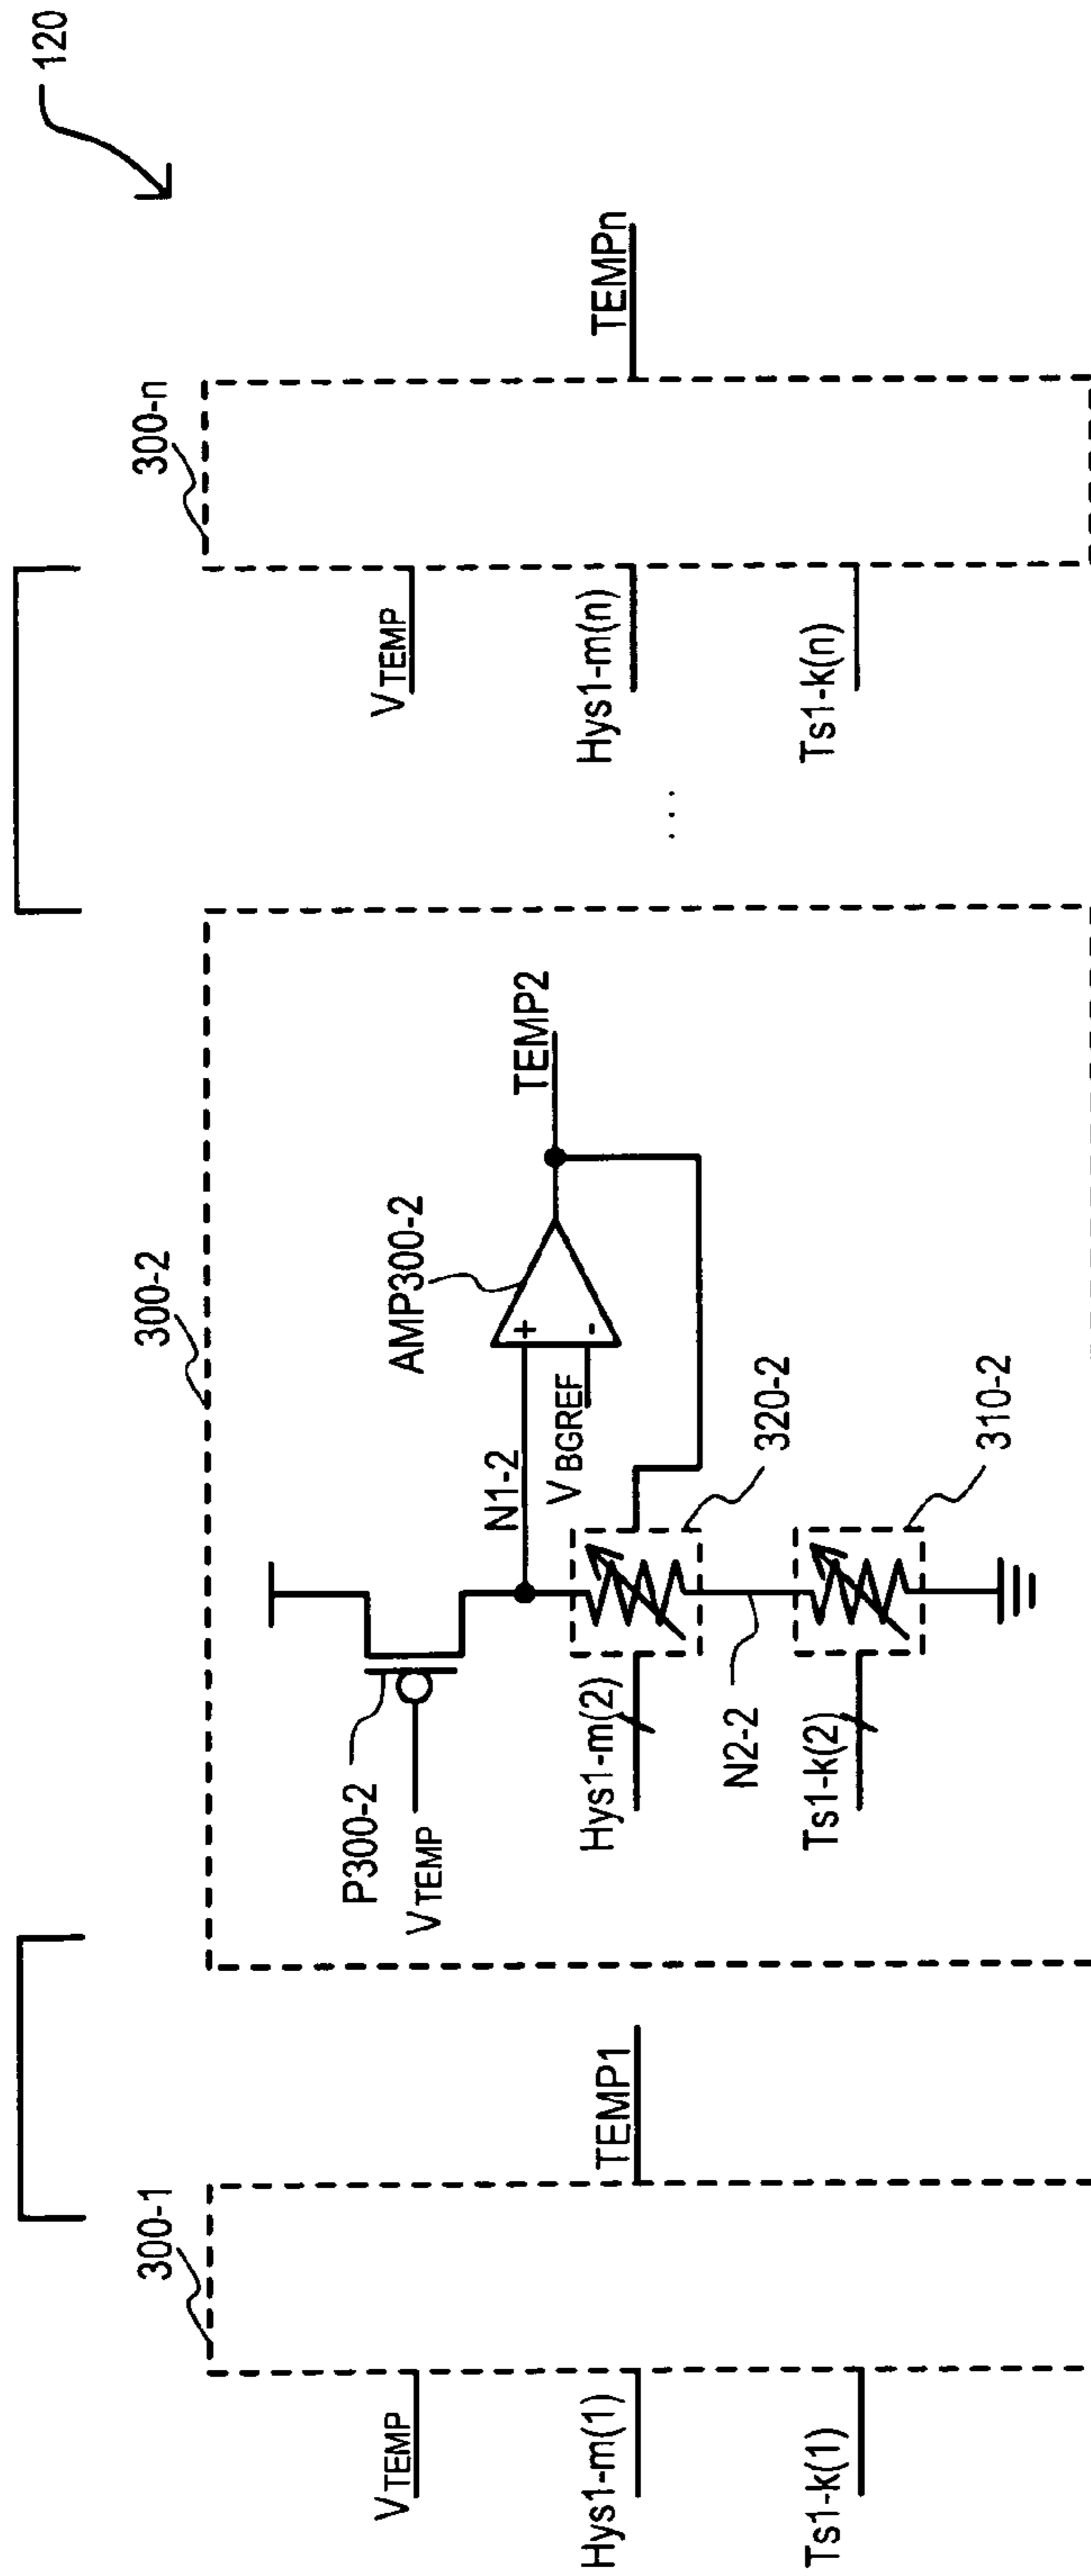 120
300-1
VTEMP
Hys1-m(1)
Ts1-k(1)
TEMP1
300-2
P300-2
VTEMP
N1-2
AMP300-2
+
-
VBGREF
TEMP2
Hys1-m(2)
320-2
N2-2
Ts1-k(2)
310-2
...
300-n
VTEMP
Hys1-m(n)
Ts1-k(n)
TEMPn